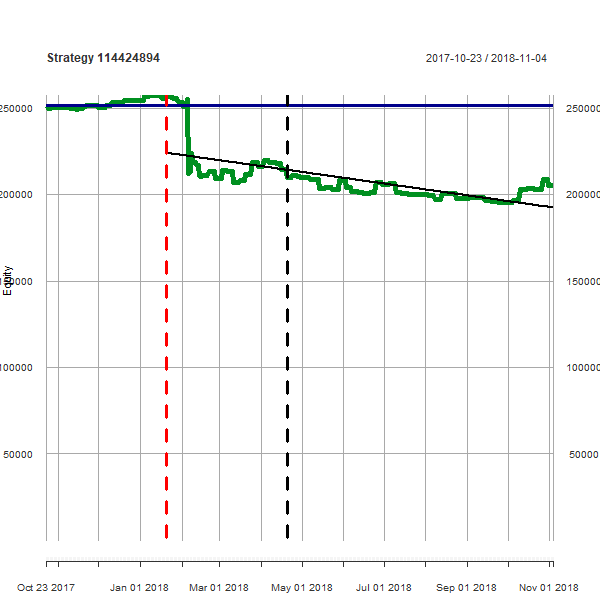 Strategy 114424894
2017-10-23 / 2018-11-04
250000
250000
200000
200000
150000
150000
Equity
100000
100000
50000
50000
Oct 23 2017
Jan 01 2018
Mar 01 2018
May 01 2018
Jul 01 2018
Sep 01 2018
Nov 01 2018